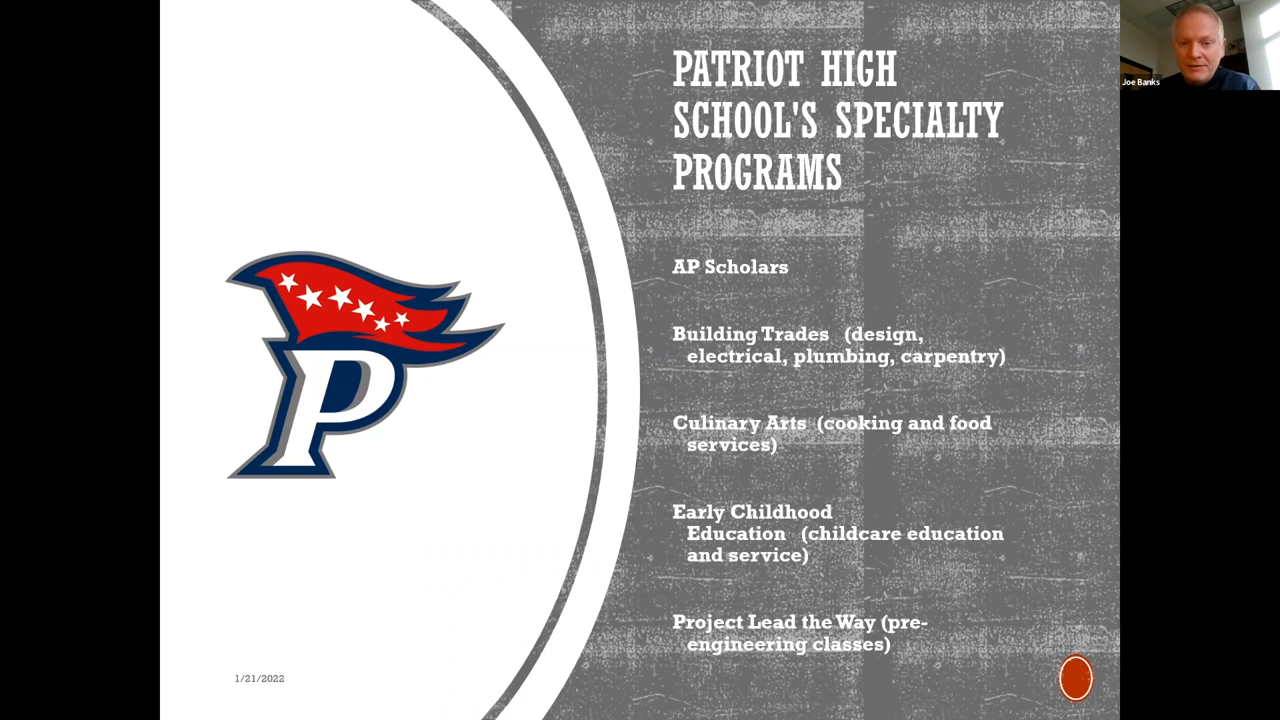 PATRIOT HIGH
SCHOOL'S SPECIALTY
PROGRAMS
AP Scholars
Building Trades (design,
electrical, plumbing, carpentry)
Culinary Arts (cooking and food
services)
Early Childhood
Education (childcare education
and service)
Project Lead the Way (pre-
engineering classes)
P
1/21/2022
Joe Banks